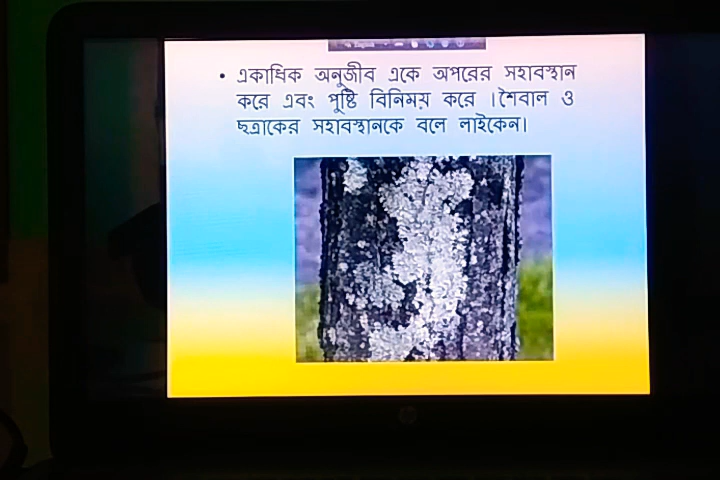 • একাধিক অনুজীব একে অপরের সহাবস্থান
করে এবং পুষ্টি বিনিময় করে ।শৈবাল ও
ছত্রাকের সহাবস্থানকে বলে লাইকেন।